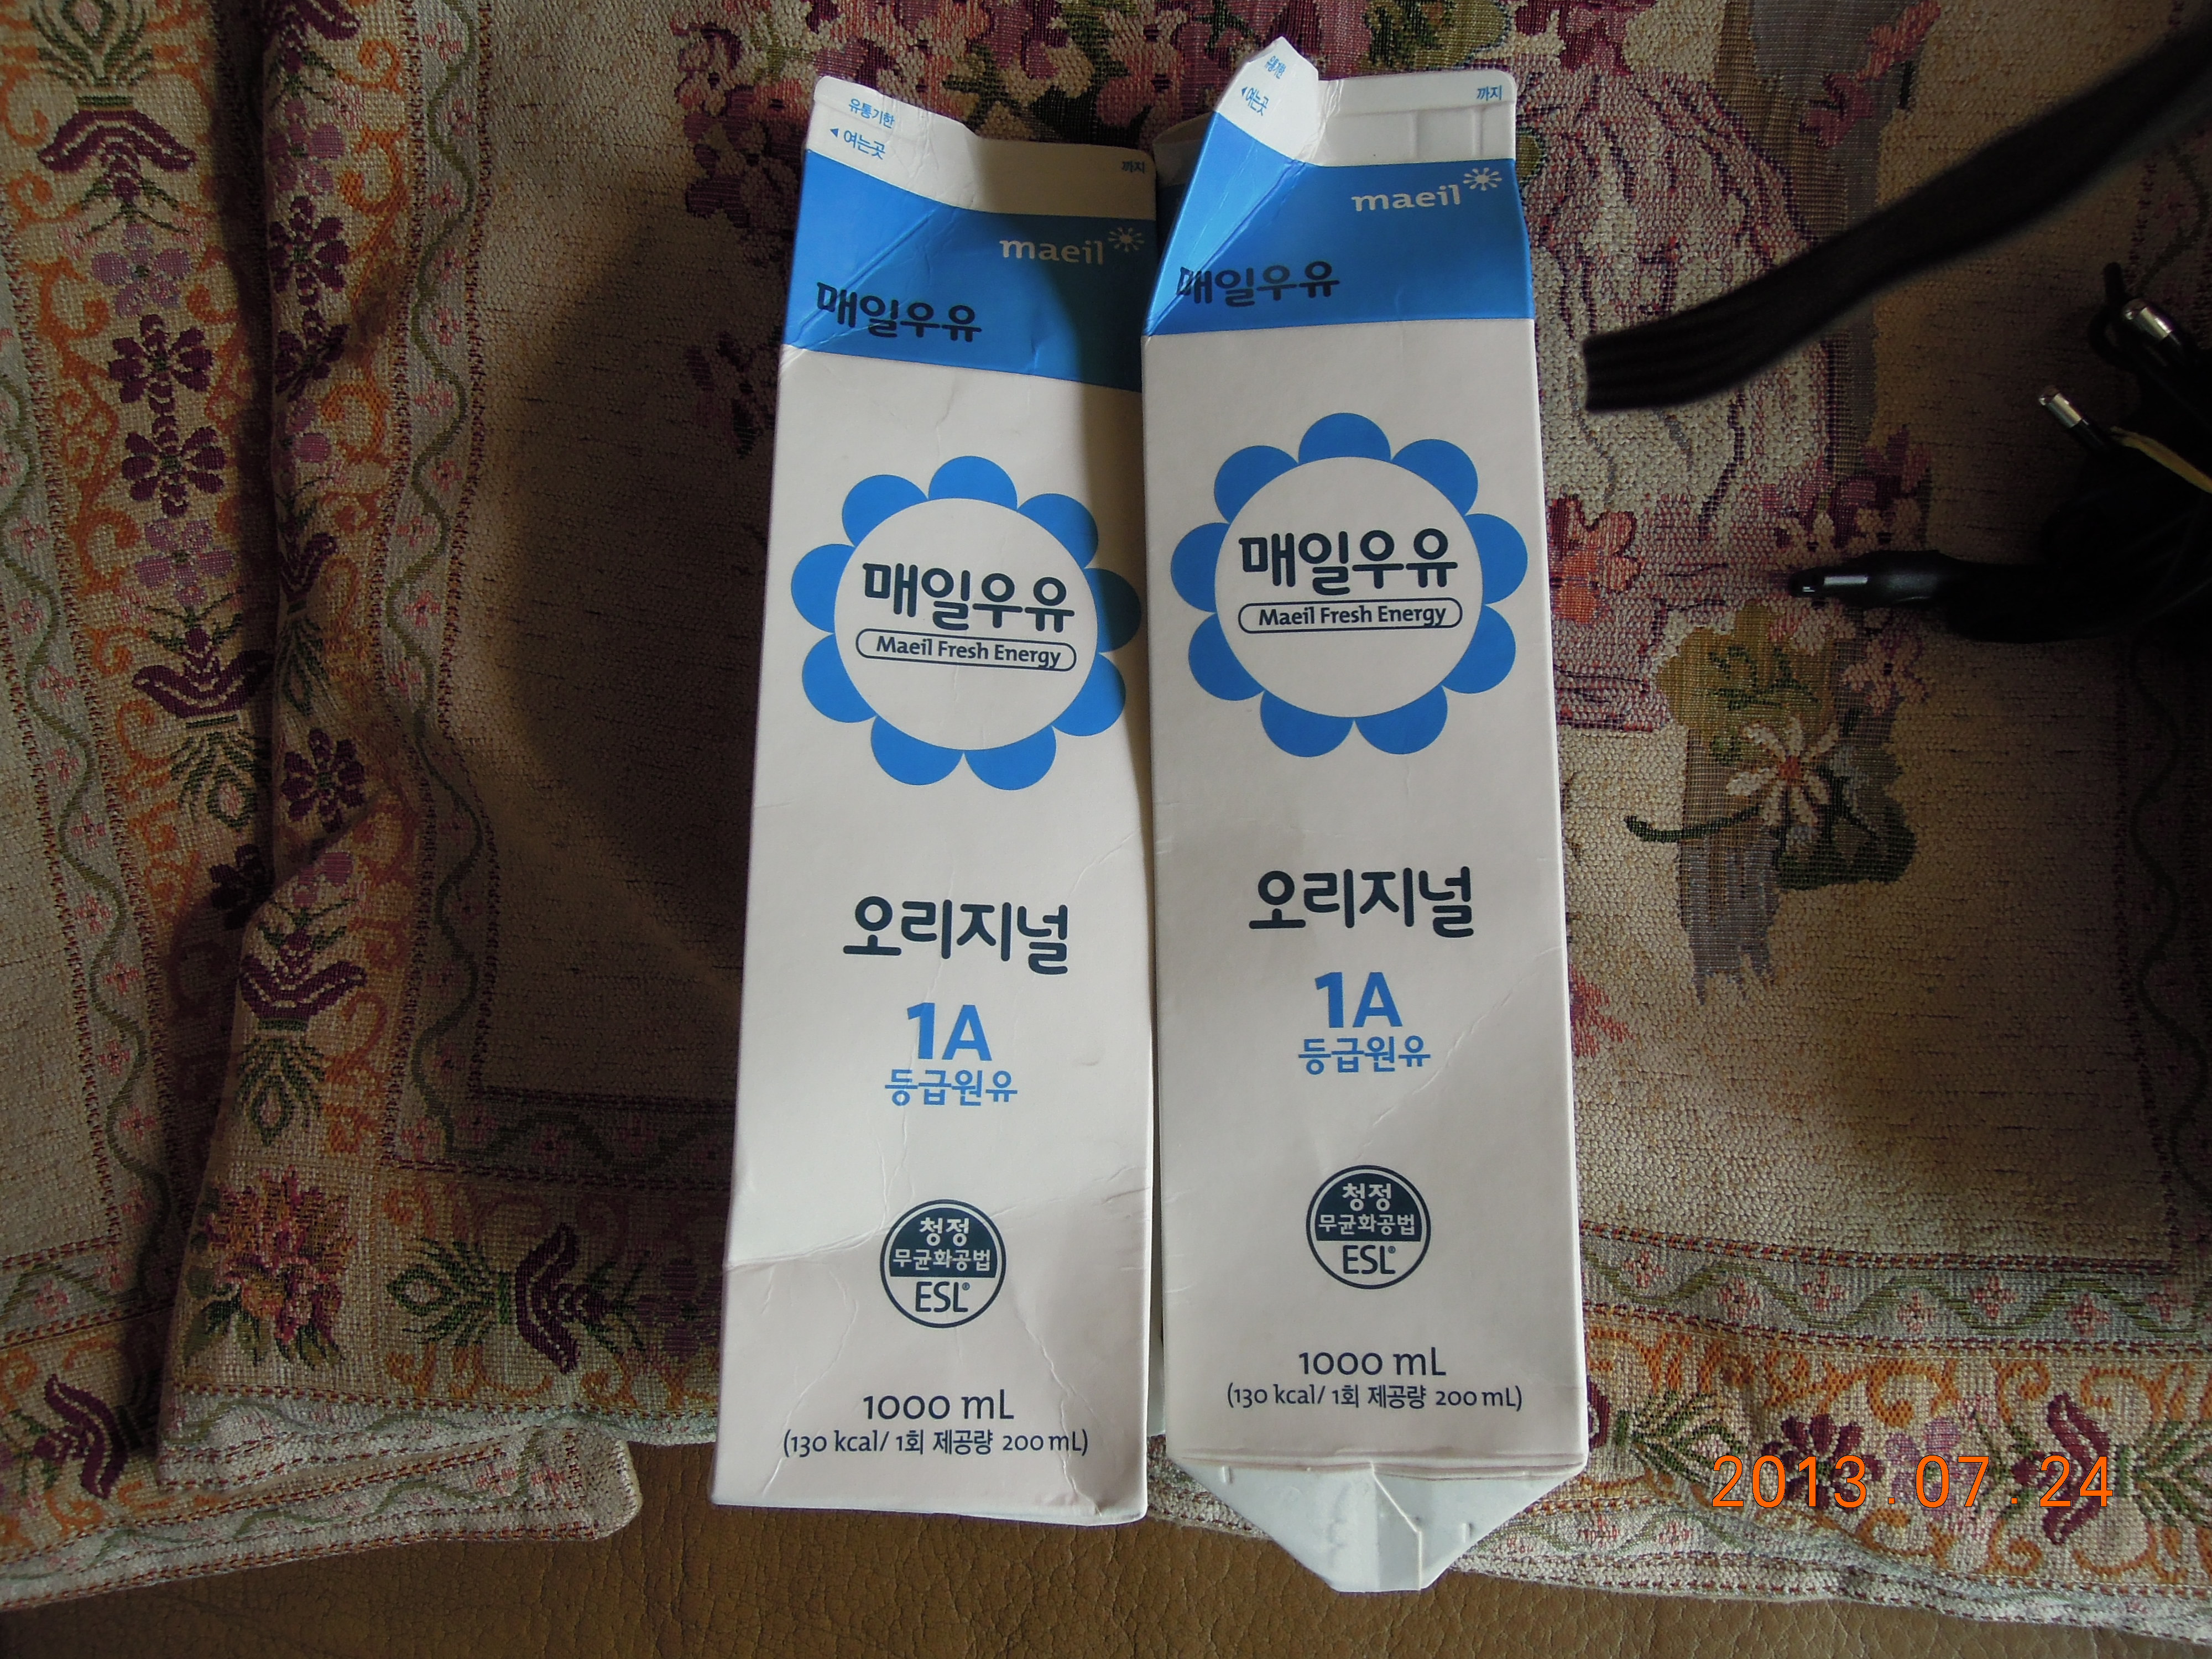 유통기한
◀ 여는곳
까지
maeil
매일우유
매일우유
Maeil Fresh Energy
오리지널
1A
등급원유
청정
무균화공법
ESL®
1000 mL
(130 kcal/ 1회 제공량 200 mL)
◀여는곳
까지
maeil
매일우유
매일우유
Maeil Fresh Energy
오리지널
1A
등급원유
청정
무균화공법
ESL®
1000 mL
(130 kcal/ 1회 제공량 200 mL)
2013.07.24